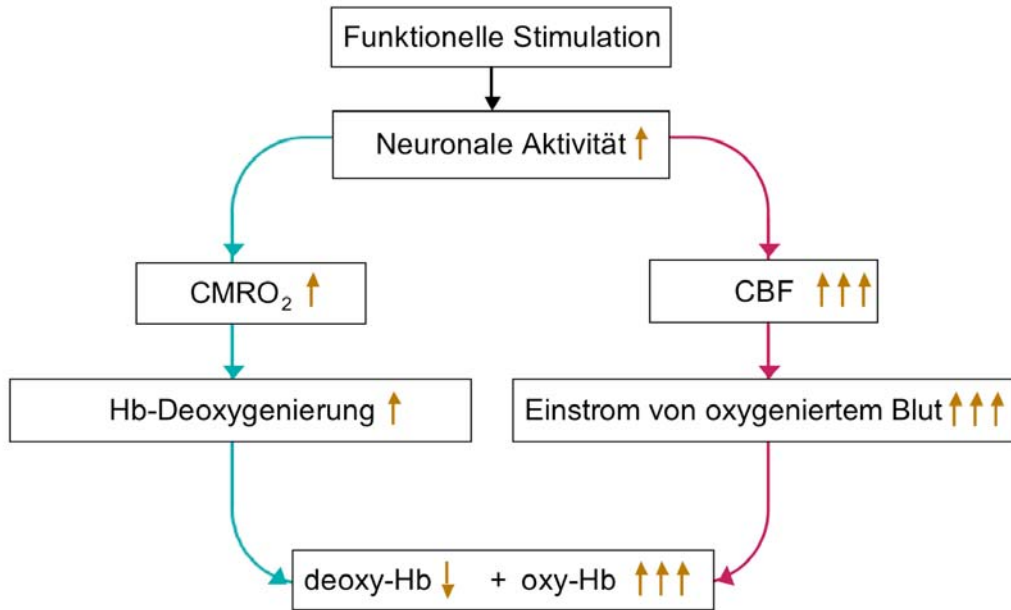 Funktionelle Stimulation
Neuronale Aktivität ↑
CMRO₂ ↑
CBF ↑↑↑
Hb-Deoxygenierung ↑
Einstrom von oxygeniertem Blut ↑↑↑
deoxy-Hb ↓ + oxy-Hb ↑↑↑